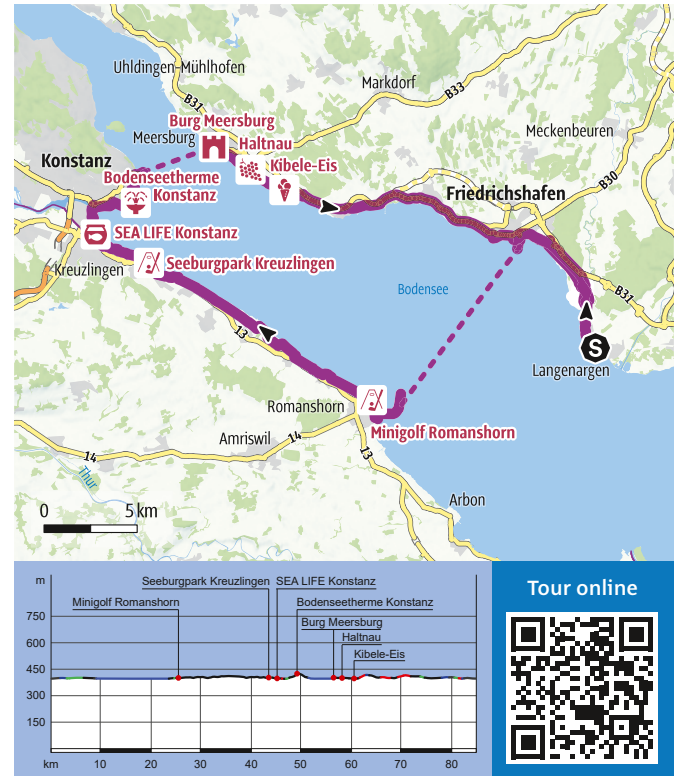 Uhldingen-Mühlhofen
Markdorf
B33
B31
Burg Meersburg
Meersburg
Haltnau
Meckenbeuren
Konstanz
Kibele-Eis
Bodenseetherme
Konstanz
Friedrichshafen
B30
SEA LIFE Konstanz
Kreuzlingen
Seeburgpark Kreuzlingen
Bodensee
B31
13
S
Langenargen
Romanshorn
Minigolf Romanshorn
Amriswil
14
14
13
Thur
Arbon
0 5 km
m
Seeburgpark Kreuzlingen
SEA LIFE Konstanz
Minigolf Romanshorn
Bodenseetherme Konstanz
Burg Meersburg
Haltnau
Kibele-Eis
750
600
450
300
150
km 10 20 30 40 50 60 70 80
Tour online